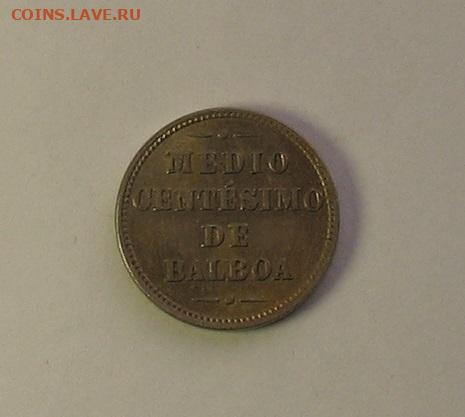 COINS.LAVE.RU
MEDIO
CENTÉSIMO
DE
BALBOA